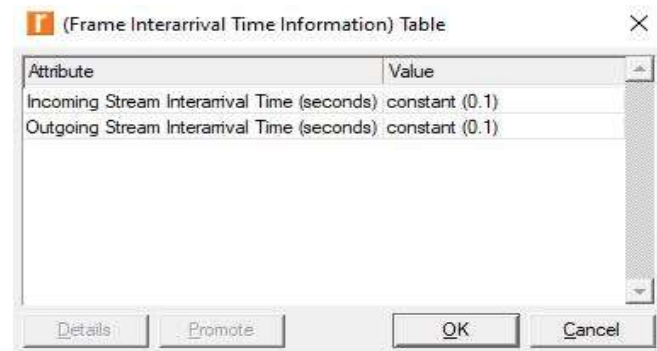 (Frame Interarrival Time Information) Table
Attribute Value
Incoming Stream Interarrival Time (seconds) constant (0.1)
Outgoing Stream Interarrival Time (seconds) constant (0.1)
Details Promote OK Cancel